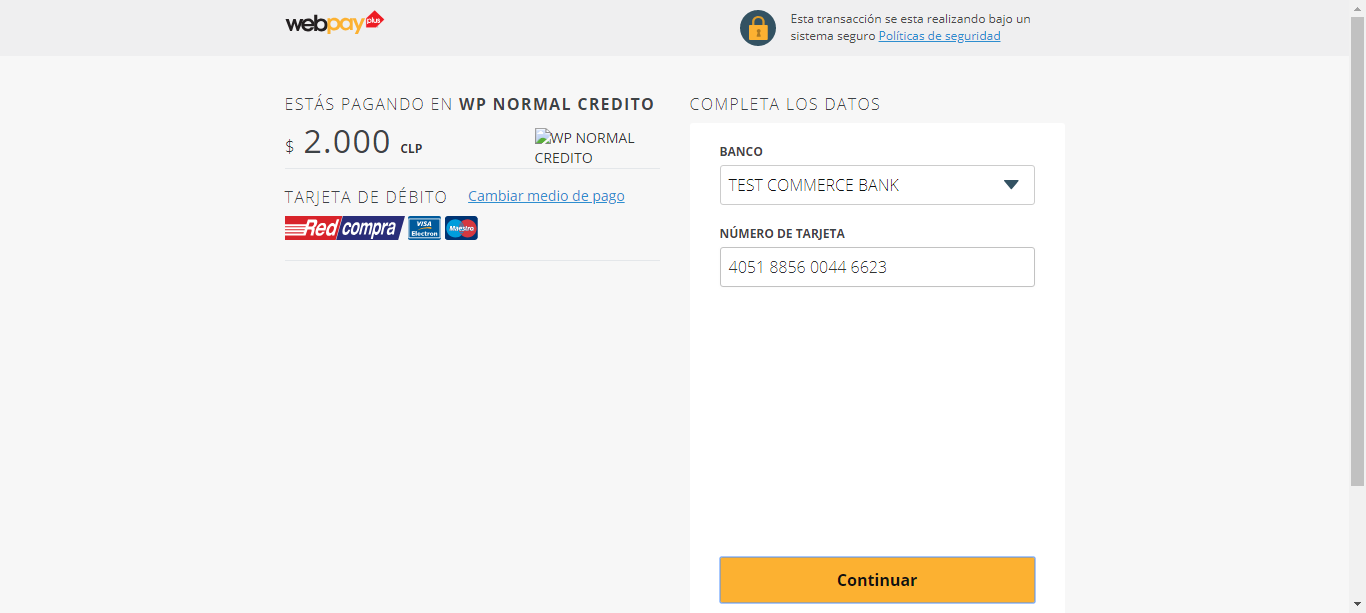 webpay plus
Esta transacción se esta realizando bajo un
sistema seguro Políticas de seguridad
ESTÁS PAGANDO EN WP NORMAL CREDITO
$ 2.000 CLP
WP NORMAL
CREDITO
TARJETA DE DÉBITO Cambiar medio de pago
Redcompra VISA Electron Maestro
COMPLETA LOS DATOS
BANCO
TEST COMMERCE BANK
NÚMERO DE TARJETA
4051 8856 0044 6623
Continuar